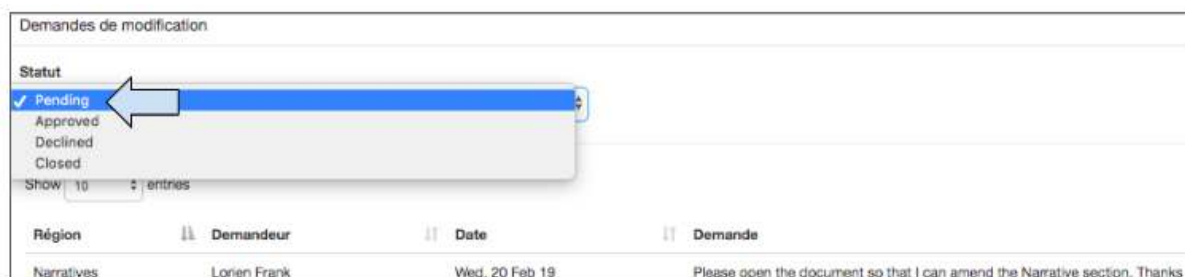 Demandes de modification
Statut
✓ Pending
Approved
Declined
Closed
Show 10 entries
Région Demandeur Date Demande
Narratives Lorien Frank Wed, 20 Feb 19 Please open the document so that I can amend the Narrative section. Thanks